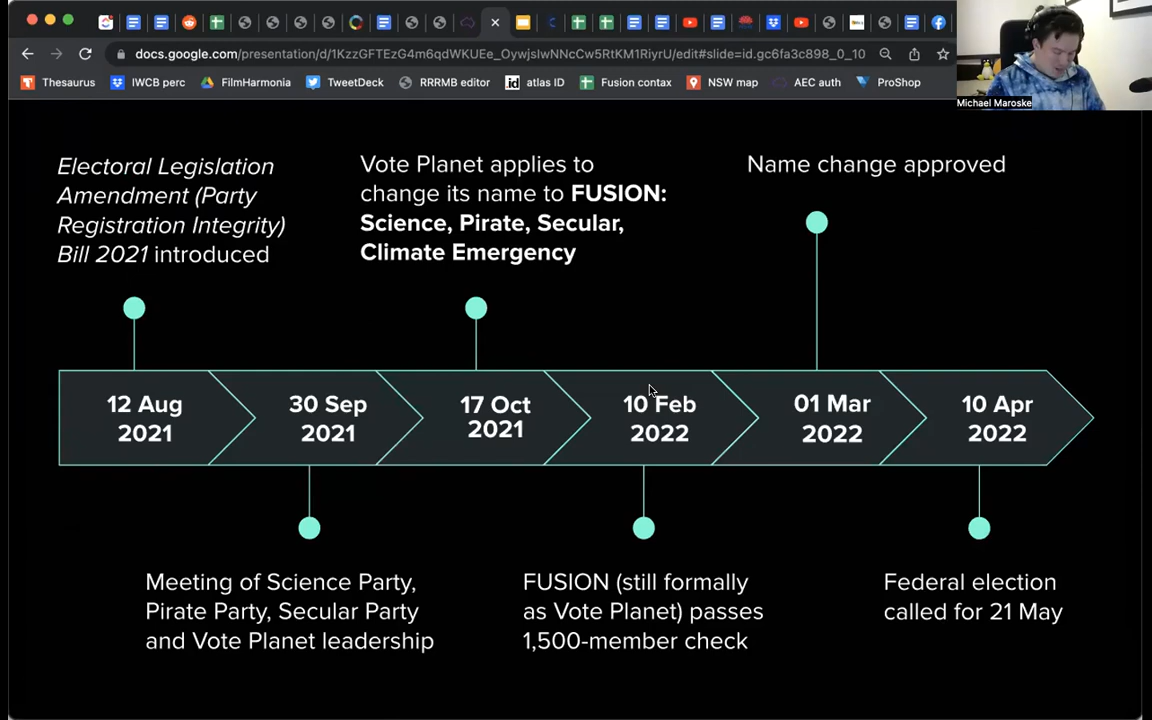 docs.google.com/presentation/d/1KzzGFTEzG4m6qdWKUEe_OywjsIwNNcCw5RtKM1RiyrU/edit#slide=id.gc6fa3c898_0_10
Thesaurus IWCB perc FilmHarmonia TweetDeck RRRMB editor .id atlas ID Fusion contax NSW map AEC auth ProShop
Michael Maroske
Electoral Legislation
Amendment (Party
Registration Integrity)
Bill 2021 introduced
Vote Planet applies to
change its name to FUSION:
Science, Pirate, Secular,
Climate Emergency
Name change approved
12 Aug
2021
30 Sep
2021
17 Oct
2021
10 Feb
2022
01 Mar
2022
10 Apr
2022
Meeting of Science Party,
Pirate Party, Secular Party
and Vote Planet leadership
FUSION (still formally
as Vote Planet) passes
1,500-member check
Federal election
called for 21 May